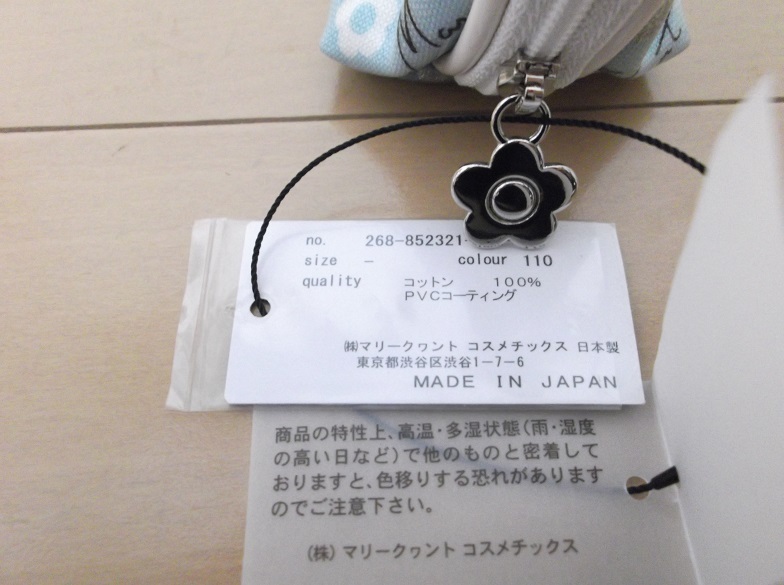 no. 268-852321-
size - colour 110
quality コットン 100%
PVCコーティング
㈱マリークヮント コスメチックス 日本製
東京都渋谷区渋谷1-7-6
MADE IN JAPAN
商品の特性上、高温・多湿状態(雨・湿度
の高い日など)で他のものと密着して
おりますと、色移りする恐れがあります
のでご注意下さい。
(株) マリークヮント コスメチックス